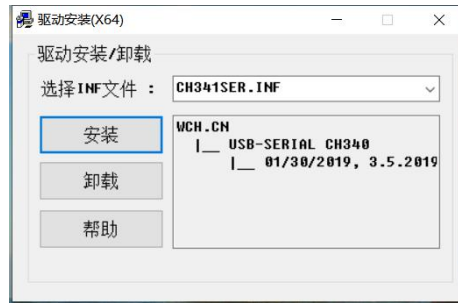 驱动安装(X64)
驱动安装/卸载
选择INF文件 :
CH341SER.INF
安装
卸载
帮助
WCH.CN
|__ USB-SERIAL CH340
|__ 01/30/2019, 3.5.2019